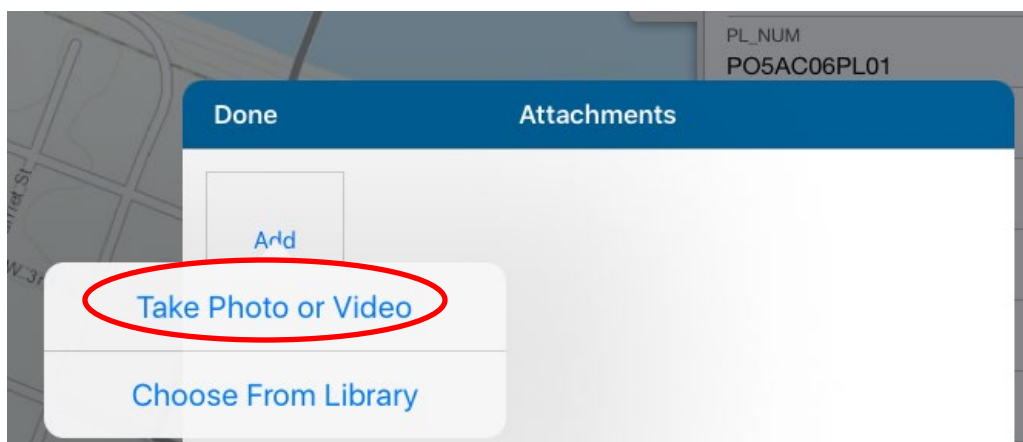 PL_NUM
PO5AC06PL01
Done Attachments
Add
Take Photo or Video
Choose From Library